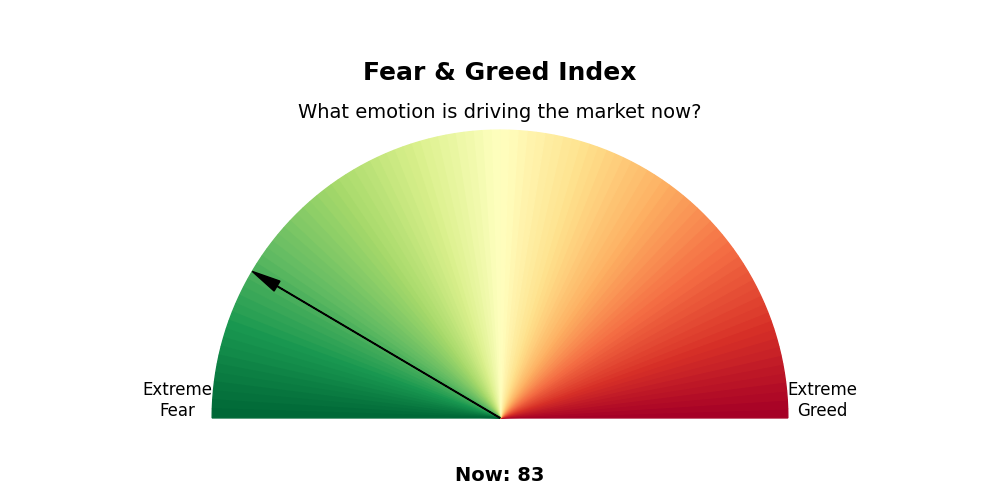 Fear & Greed Index
What emotion is driving the market now?
Extreme
Fear
Extreme
Greed
Now: 83